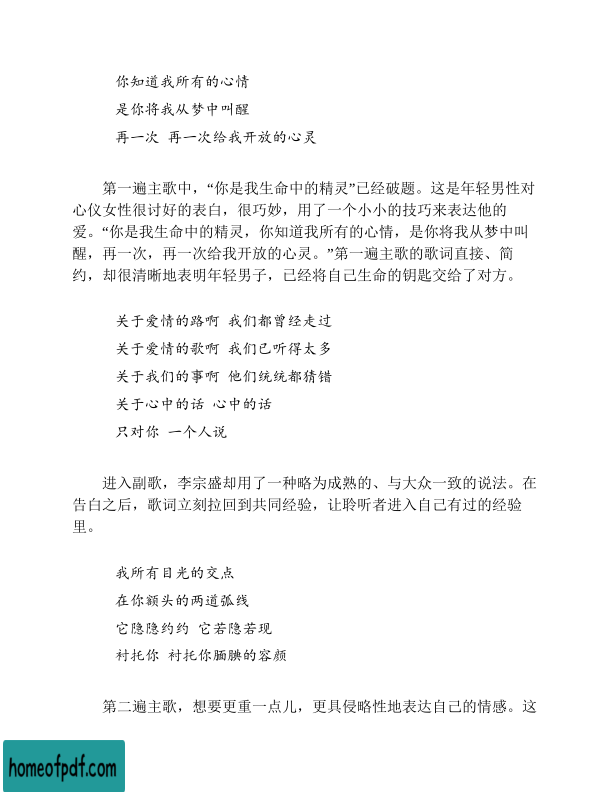 你知道我所有的心情
是你将我从梦中叫醒
再一次 再一次给我开放的心灵
第一遍主歌中，“你是我生命中的精灵”已经破题。这是年轻男性对
心仪女性很讨好的表白，很巧妙，用了一个小小的技巧来表达他的
爱。“你是我生命中的精灵，你知道我所有的心情，是你将我从梦中叫
醒，再一次，再一次给我开放的心灵。”第一遍主歌的歌词直接、简
约，却很清晰地表明年轻男子，已经将自己生命的钥匙交给了对方。
关于爱情的路啊 我们都曾经走过
关于爱情的歌啊 我们已听得太多
关于我们的事啊 他们统统都猜错
关于心中的话 心中的话
只对你 一个人说
进入副歌，李宗盛却用了一种略为成熟的、与大众一致的说法。在
告白之后，歌词立刻拉回到共同经验，让聆听者进入自己有过的经验
里。
我所有目光的交点
在你额头的两道弧线
它隐隐约约 它若隐若现
衬托你 衬托你腼腆的容颜
第二遍主歌，想要更重一点儿，更具侵略性地表达自己的情感。这
homeofpdf.com